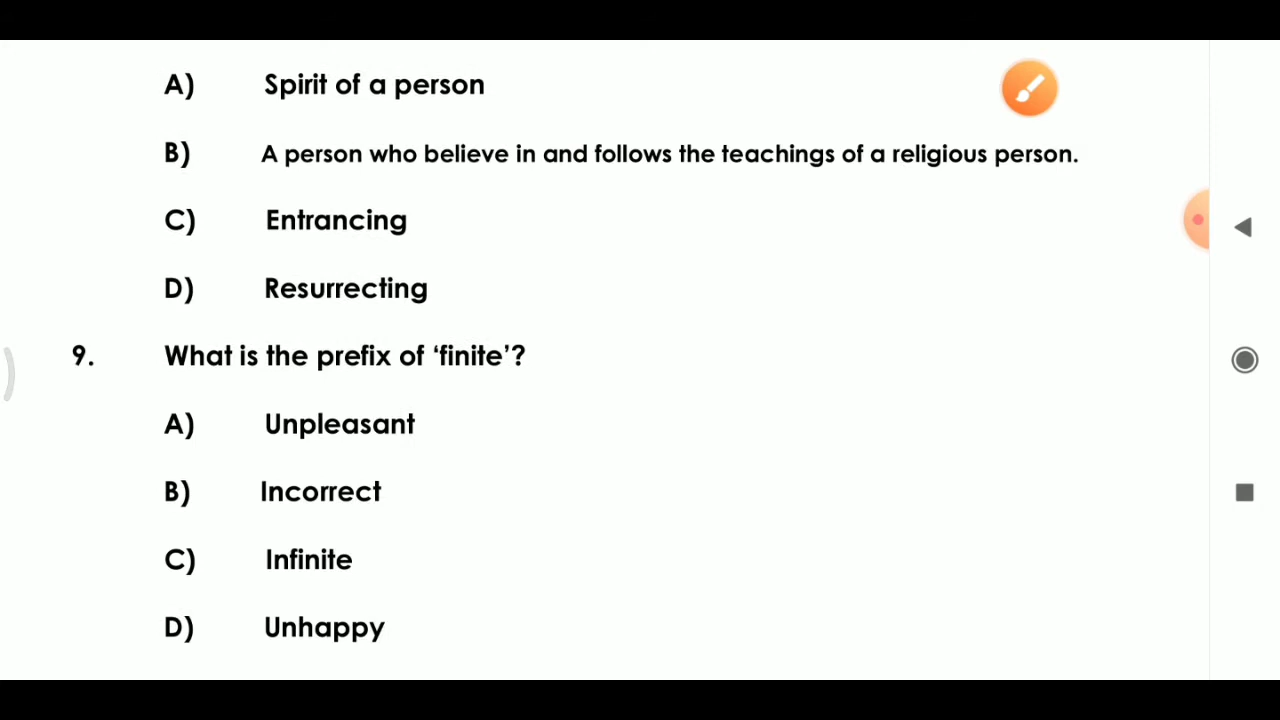 A) Spirit of a person
B) A person who believe in and follows the teachings of a religious person.
C) Entrancing
D) Resurrecting
9. What is the prefix of ‘finite’?
A) Unpleasant
B) Incorrect
C) Infinite
D) Unhappy